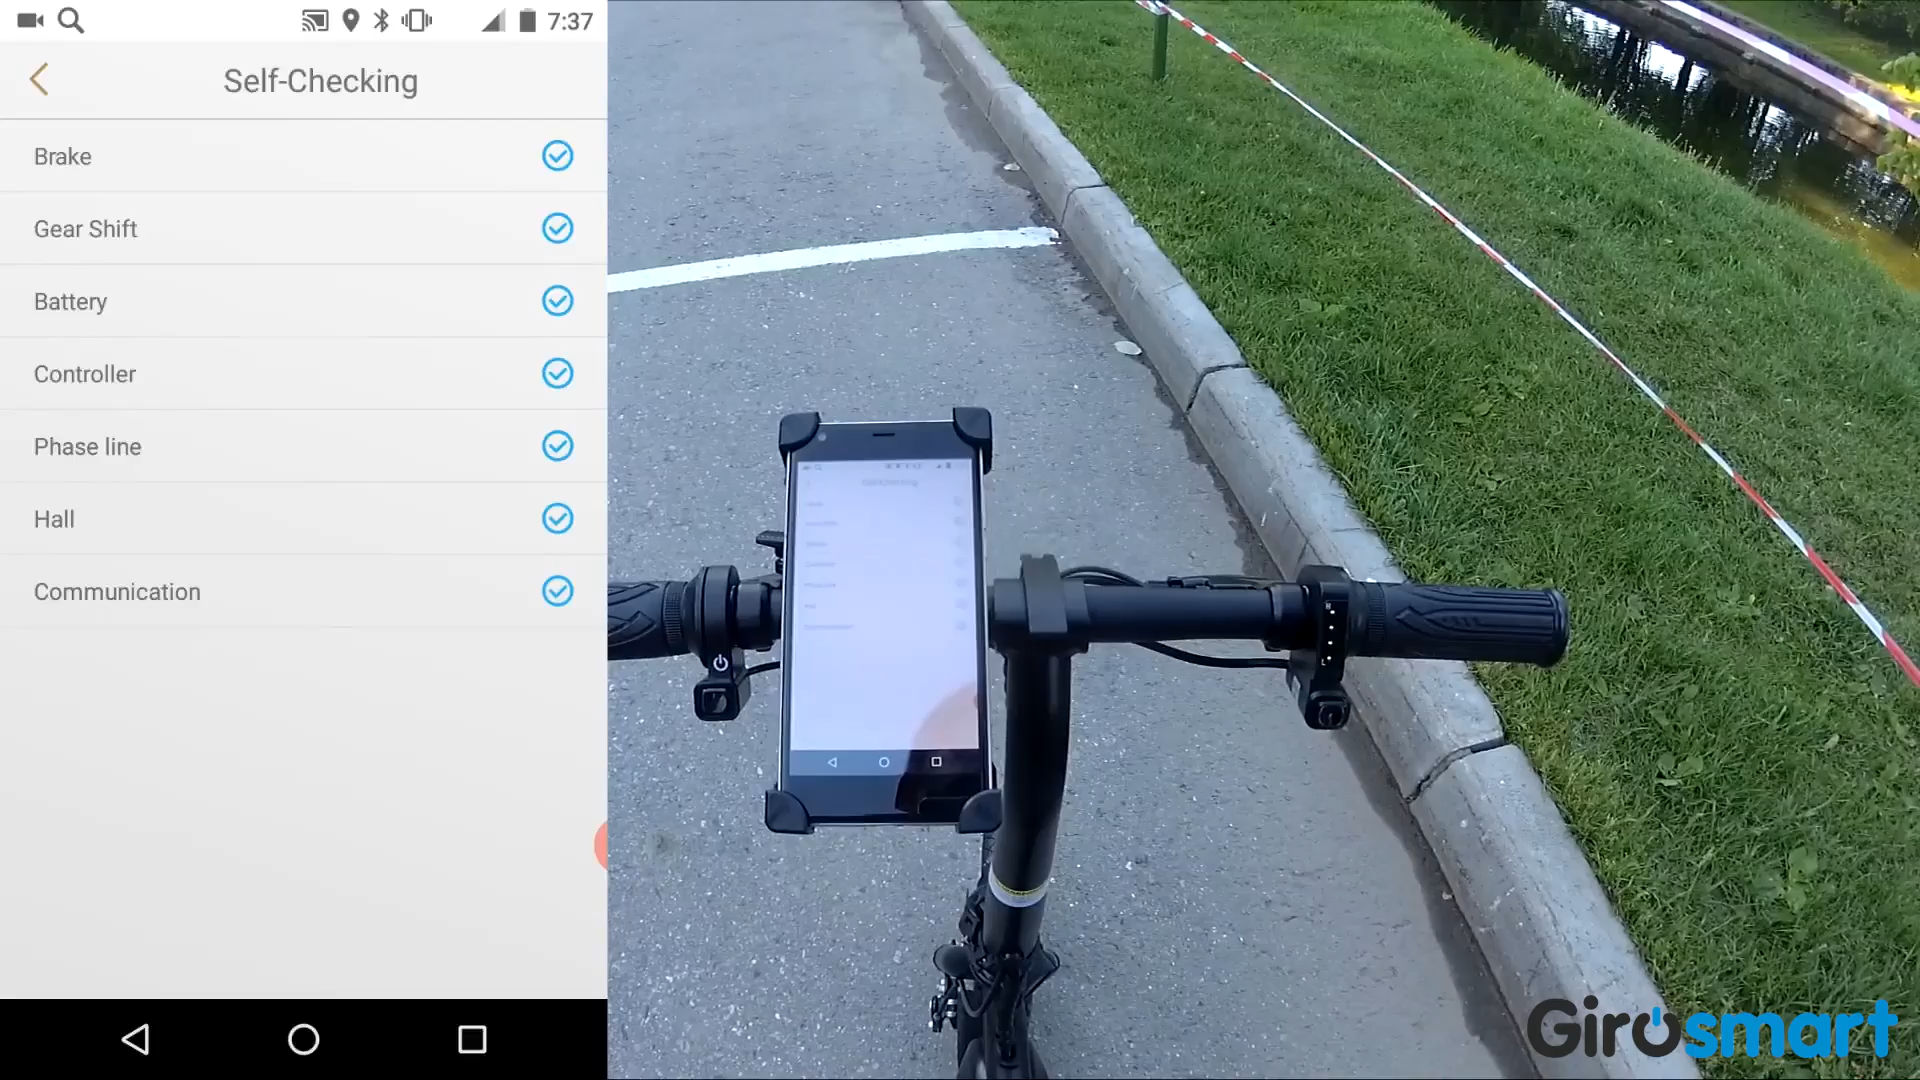 7:37
Self-Checking
Brake
Gear Shift
Battery
Controller
Phase line
Hall
Communication
Girosmart